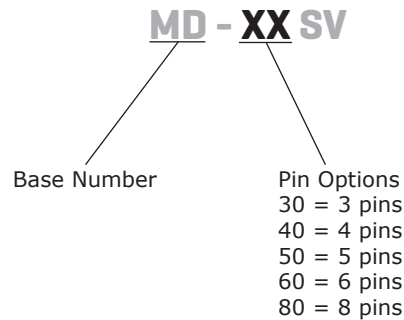 MD - XX SV
Base Number
Pin Options
30 = 3 pins
40 = 4 pins
50 = 5 pins
60 = 6 pins
80 = 8 pins